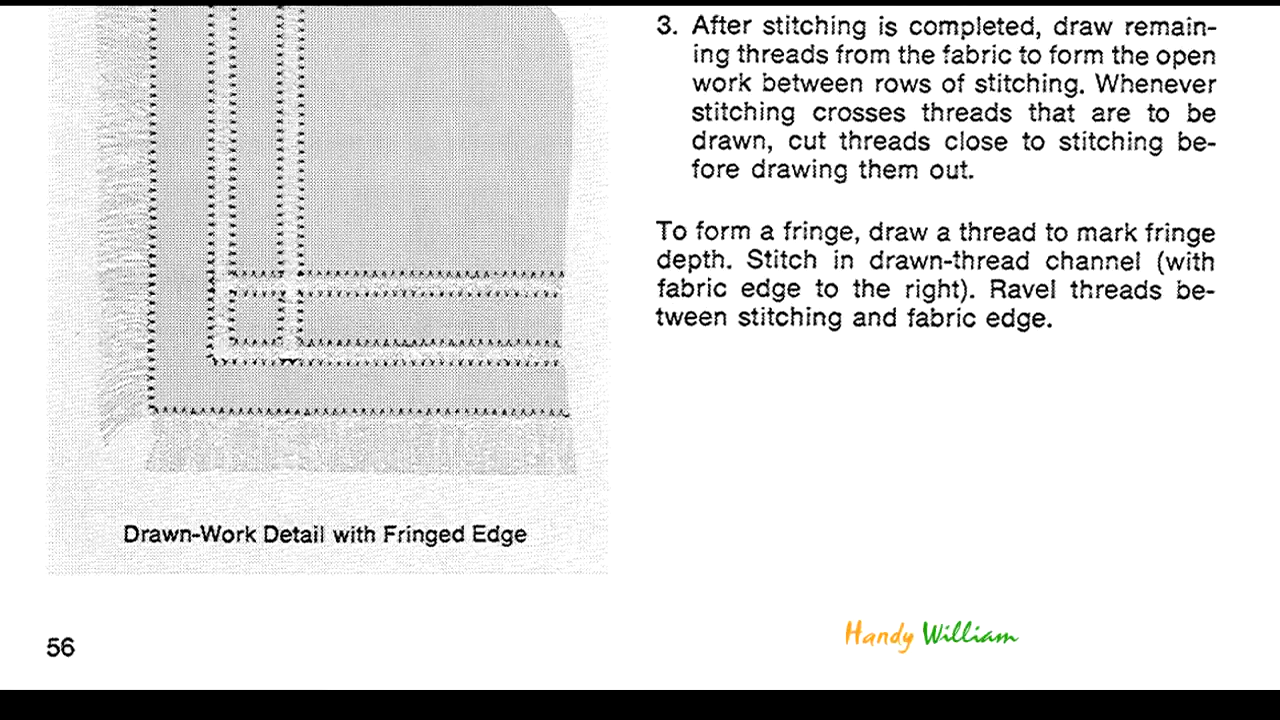 3. After stitching is completed, draw remain-
ing threads from the fabric to form the open
work between rows of stitching. Whenever
stitching crosses threads that are to be
drawn, cut threads close to stitching be-
fore drawing them out.
To form a fringe, draw a thread to mark fringe
depth. Stitch in drawn-thread channel (with
fabric edge to the right). Ravel threads be-
tween stitching and fabric edge.
Drawn-Work Detail with Fringed Edge
56
Handy William